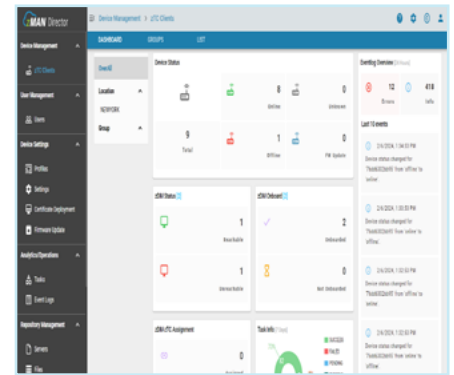 zMAN Director
Device Management > zTC Clients
Device Management
zTC Clients
User Management
Users
Device Settings
Profiles
Settings
Certificate Deployment
Firmware Update
Analytics/Operations
Tasks
Event Logs
Repository Management
Servers
Files
DASHBOARD
GROUPS
LIST
Overall
Location
NEWYORK
Group
Device Status
9
Total
8
Online
0
Unknown
1
Offline
0
FW Update
zDM Status
1
Reachable
1
Unreachable
zDM Onboard
2
Onboarded
0
Not Onboarded
zDM-zTC Assignment
0
Task Info
SUCCESS
FAILED
PENDING
Eventlog Overview
12
Errors
418
Info
Last 10 events
Device status changed for
from offline to
online
Device status changed for
from online to
offline
Device status changed for
from offline to
online
Device status changed for
from online to
offline